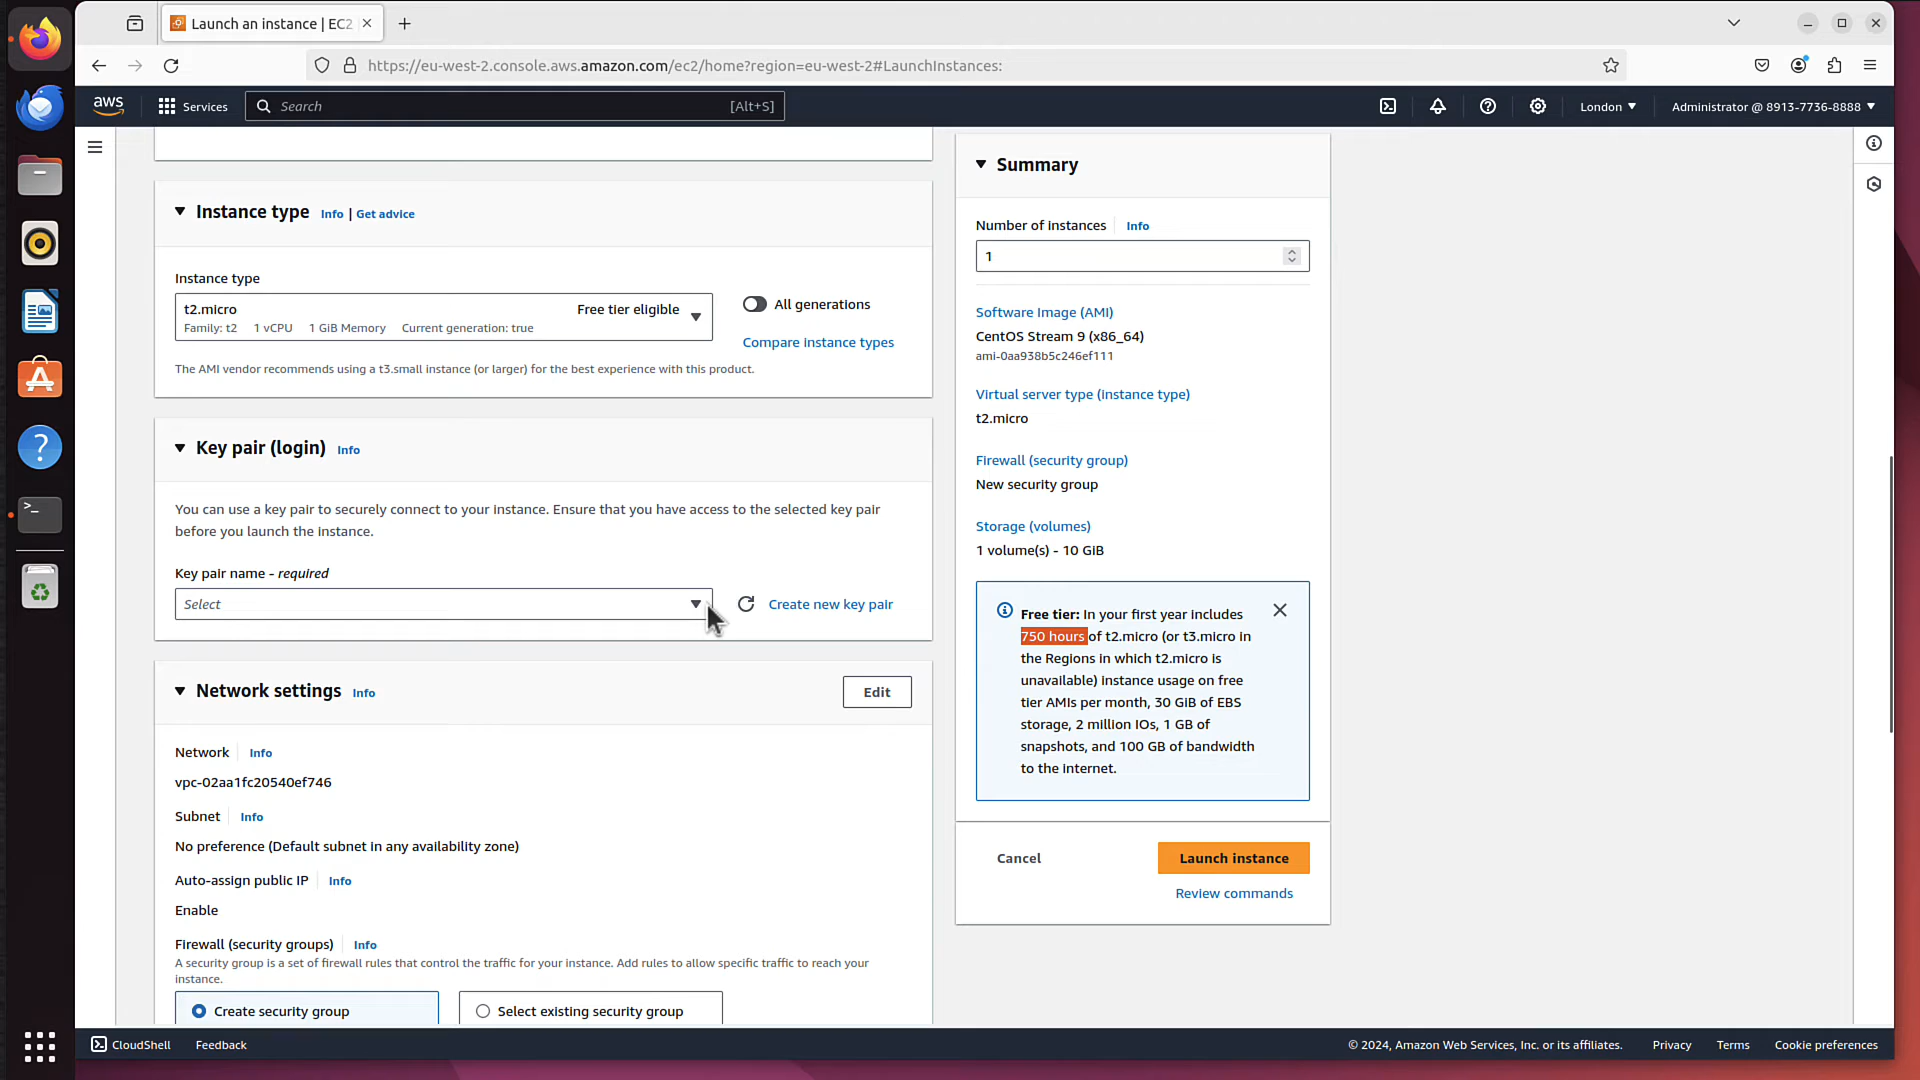 Launch an instance | EC2
https://eu-west-2.console.aws.amazon.com/ec2/home?region=eu-west-2#LaunchInstances:
aws
Services
Search
[Alt+S]
London
Administrator @ 8913-7736-8888
Instance type
Info | Get advice
Instance type
t2.micro
Free tier eligible
Family: t2 1 vCPU 1 GiB Memory Current generation: true
All generations
Compare instance types
The AMI vendor recommends using a t3.small instance (or larger) for the best experience with this product.
Key pair (login)
Info
You can use a key pair to securely connect to your instance. Ensure that you have access to the selected key pair
before you launch the instance.
Key pair name - required
Select
Create new key pair
Network settings
Info
Edit
Network
Info
vpc-02aa1fc20540ef746
Subnet
Info
No preference (Default subnet in any availability zone)
Auto-assign public IP
Info
Enable
Firewall (security groups)
Info
A security group is a set of firewall rules that control the traffic for your instance. Add rules to allow specific traffic to reach your
instance.
Create security group
Select existing security group
Summary
Number of instances
Info
1
Software Image (AMI)
CentOS Stream 9 (x86_64)
ami-0aa938b5c246ef111
Virtual server type (instance type)
t2.micro
Firewall (security group)
New security group
Storage (volumes)
1 volume(s) - 10 GiB
Free tier: In your first year includes
750 hours of t2.micro (or t3.micro in
the Regions in which t2.micro is
unavailable) instance usage on free
tier AMIs per month, 30 GiB of EBS
storage, 2 million IOs, 1 GB of
snapshots, and 100 GB of bandwidth
to the internet.
Cancel
Launch instance
Review commands
CloudShell
Feedback
© 2024, Amazon Web Services, Inc. or its affiliates.
Privacy
Terms
Cookie preferences